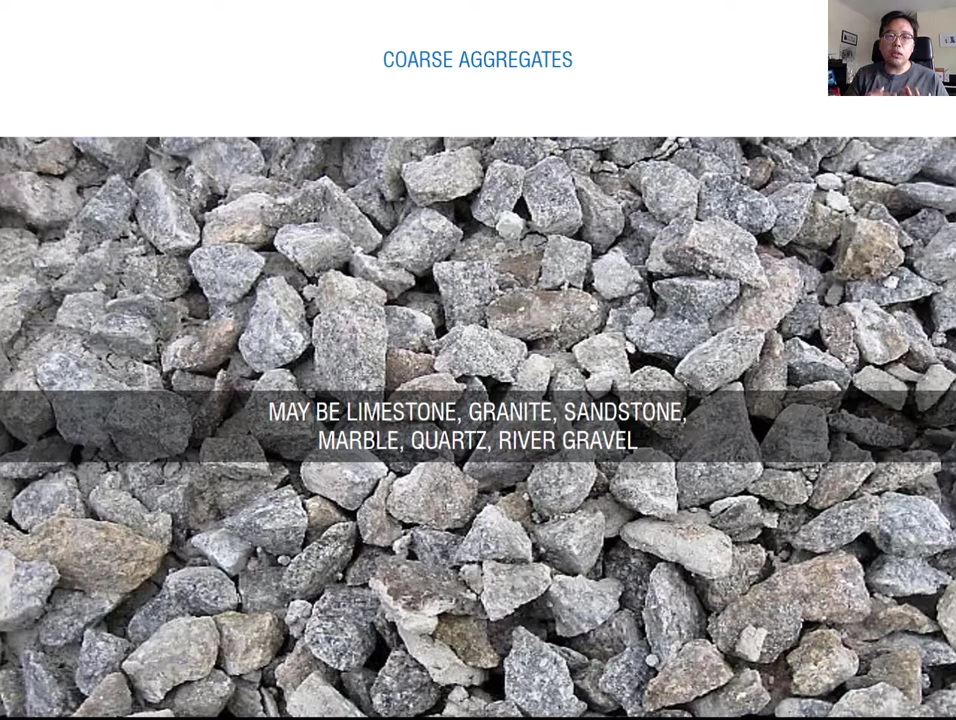 COARSE AGGREGATES
MAY BE LIMESTONE, GRANITE, SANDSTONE,
MARBLE, QUARTZ, RIVER GRAVEL